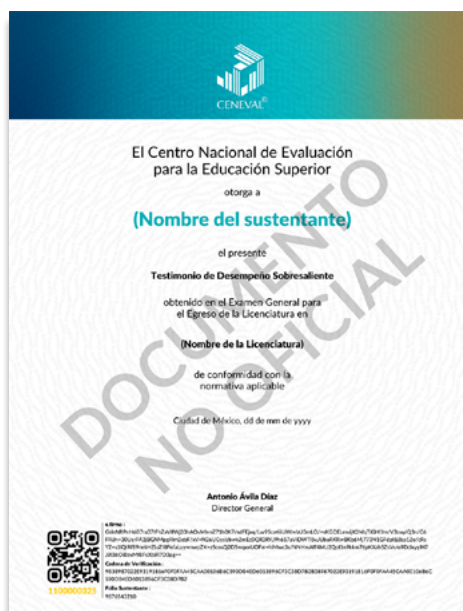 CENEVAL®
El Centro Nacional de Evaluación
para la Educación Superior
otorga a
(Nombre del sustentante)
el presente
Testimonio de Desempeño Sobresaliente
obtenido en el Examen General para
el Egreso de la Licenciatura en
(Nombre de la Licenciatura)
de conformidad con la
normativa aplicable
Ciudad de México, dd de mm de yyyy
DOCUMENTO
NO OFICIAL
Antonio Ávila Díaz
Director General
e.firma:
Cadena de Verificación:
Folio Sustentante:
1100000323